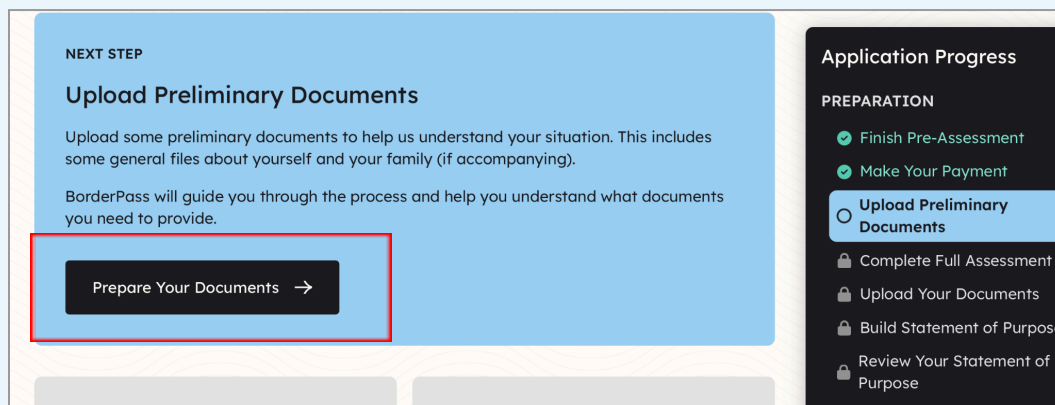 NEXT STEP
Upload Preliminary Documents
Upload some preliminary documents to help us understand your situation. This includes
some general files about yourself and your family (if accompanying).
BorderPass will guide you through the process and help you understand what documents
you need to provide.
Prepare Your Documents →
Application Progress
PREPARATION
Finish Pre-Assessment
Make Your Payment
Upload Preliminary
Documents
Complete Full Assessment
Upload Your Documents
Build Statement of Purpos
Review Your Statement of
Purpose